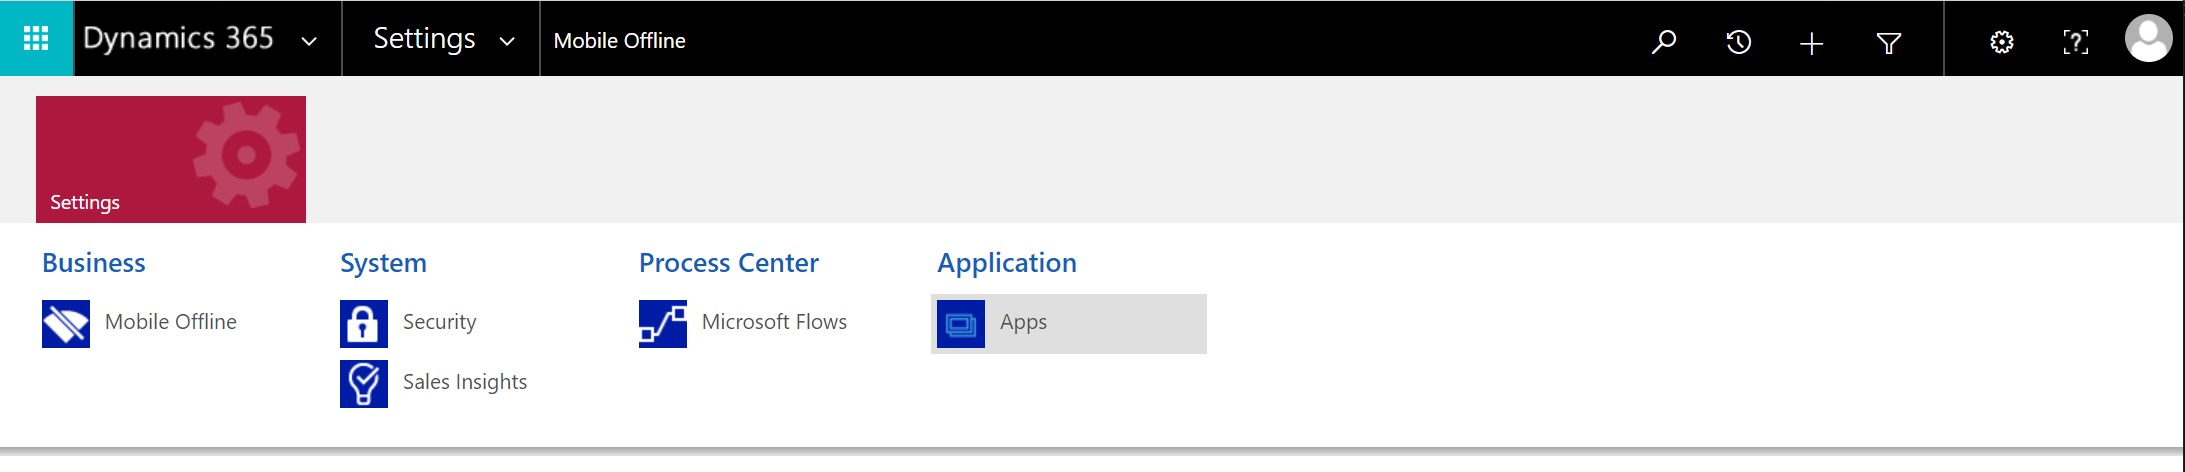 Dynamics 365
Settings
Mobile Offline
Settings
Business
Mobile Offline
System
Security
Sales Insights
Process Center
Microsoft Flows
Application
Apps